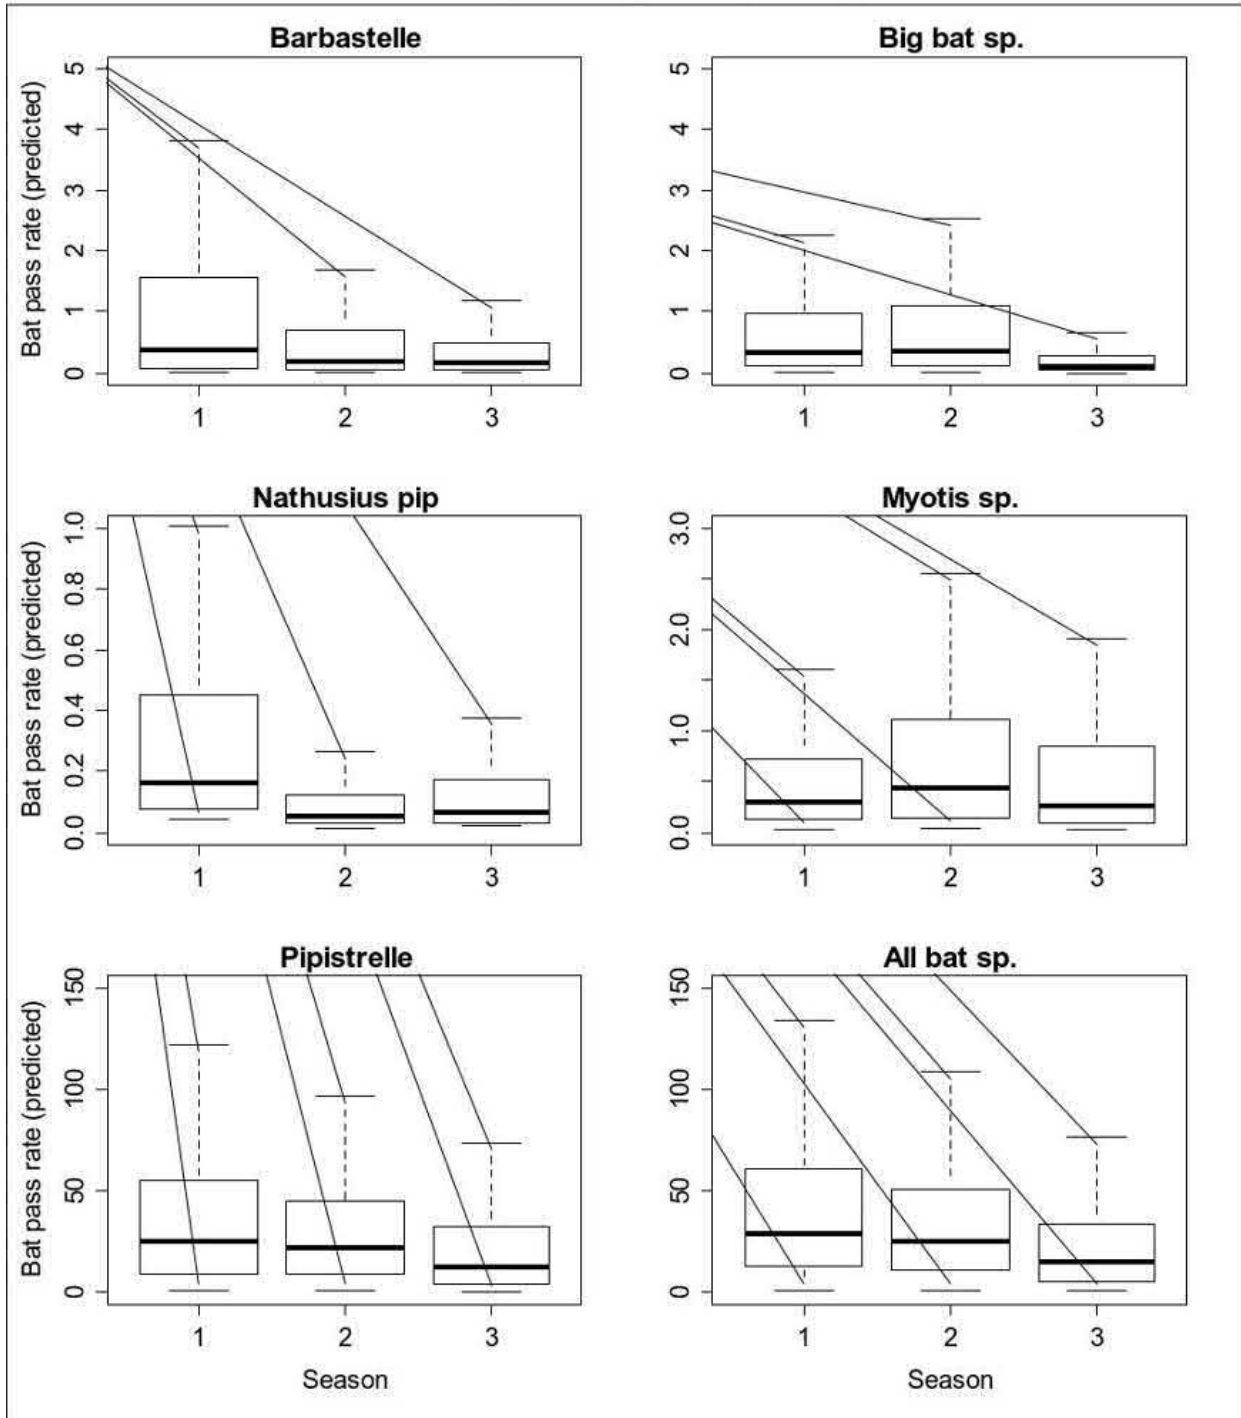 Barbastelle
Big bat sp.
Bat pass rate (predicted)
5
4
3
2
1
0
5
4
3
2
1
0
1 2 3
1 2 3
Nathusius pip
Myotis sp.
Bat pass rate (predicted)
1.0
0.8
0.6
0.4
0.2
0.0
3.0
2.0
1.0
0.0
1 2 3
1 2 3
Pipistrelle
All bat sp.
Bat pass rate (predicted)
150
100
50
0
150
100
50
0
1 2 3
1 2 3
Season
Season